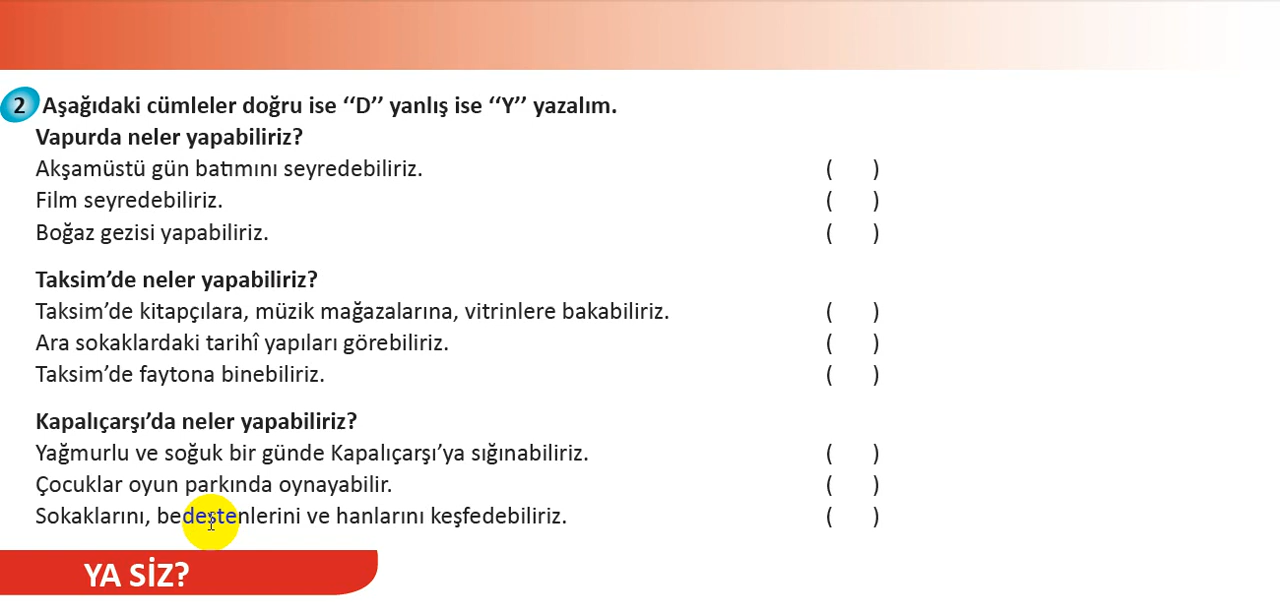 2 Aşağıdaki cümleler doğru ise ‘‘D’’ yanlış ise ‘‘Y’’ yazalım.
Vapurda neler yapabiliriz?
Akşamüstü gün batımını seyredebiliriz. ( )
Film seyredebiliriz. ( )
Boğaz gezisi yapabiliriz. ( )
Taksim’de neler yapabiliriz?
Taksim’de kitapçılara, müzik mağazalarına, vitrinlere bakabiliriz. ( )
Ara sokaklardaki tarihî yapıları görebiliriz. ( )
Taksim’de faytona binebiliriz. ( )
Kapalıçarşı’da neler yapabiliriz?
Yağmurlu ve soğuk bir günde Kapalıçarşı’ya sığınabiliriz. ( )
Çocuklar oyun parkında oynayabilir. ( )
Sokaklarını, bedestenlerini ve hanlarını keşfedebiliriz. ( )
YA SİZ?